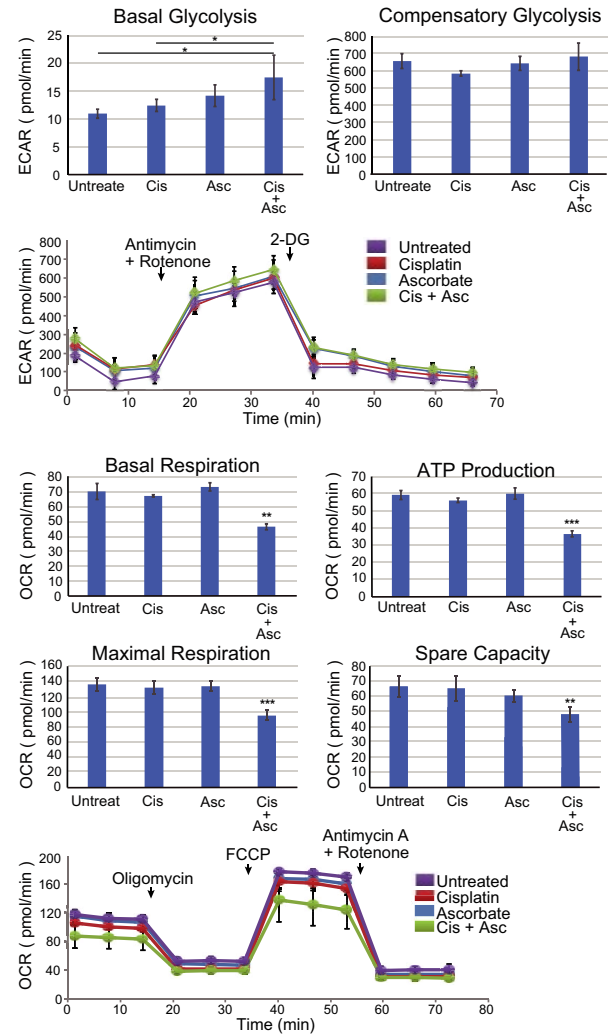 Basal Glycolysis
ECAR ( pmol/min )
25
20
15
10
5
0
*
*
Untreate Cis Asc Cis
+
Asc
Compensatory Glycolysis
ECAR ( pmol/min )
800
700
600
500
400
300
200
100
0
Untreated Cis Asc Cis
+
Asc
ECAR ( pmol/min )
800
700
600
500
400
300
200
100
0
Antimycin
+ Rotenone
2-DG
Untreated
Cisplatin
Ascorbate
Cis + Asc
0 10 20 30 40 50 60 70
Time (min)
Basal Respiration
OCR ( pmol/min )
80
70
60
50
40
30
20
10
0
**
Untreat Cis Asc Cis
+
Asc
ATP Production
OCR ( pmol/min )
70
60
50
40
30
20
10
0
***
Untreat Cis Asc Cis
+
Asc
Maximal Respiration
OCR ( pmol/min)
160
140
120
100
80
60
40
20
0
***
Untreat Cis Asc Cis
+
Asc
Spare Capacity
OCR ( pmol/min)
80
70
60
50
40
30
20
10
0
**
Untreat Cis Asc Cis
+
Asc
OCR ( pmol/min)
200
160
120
80
40
0
Oligomycin
FCCP
Antimycin A
+ Rotenone
Untreated
Cisplatin
Ascorbate
Cis + Asc
0 10 20 30 40 50 60 70 80
Time (min)